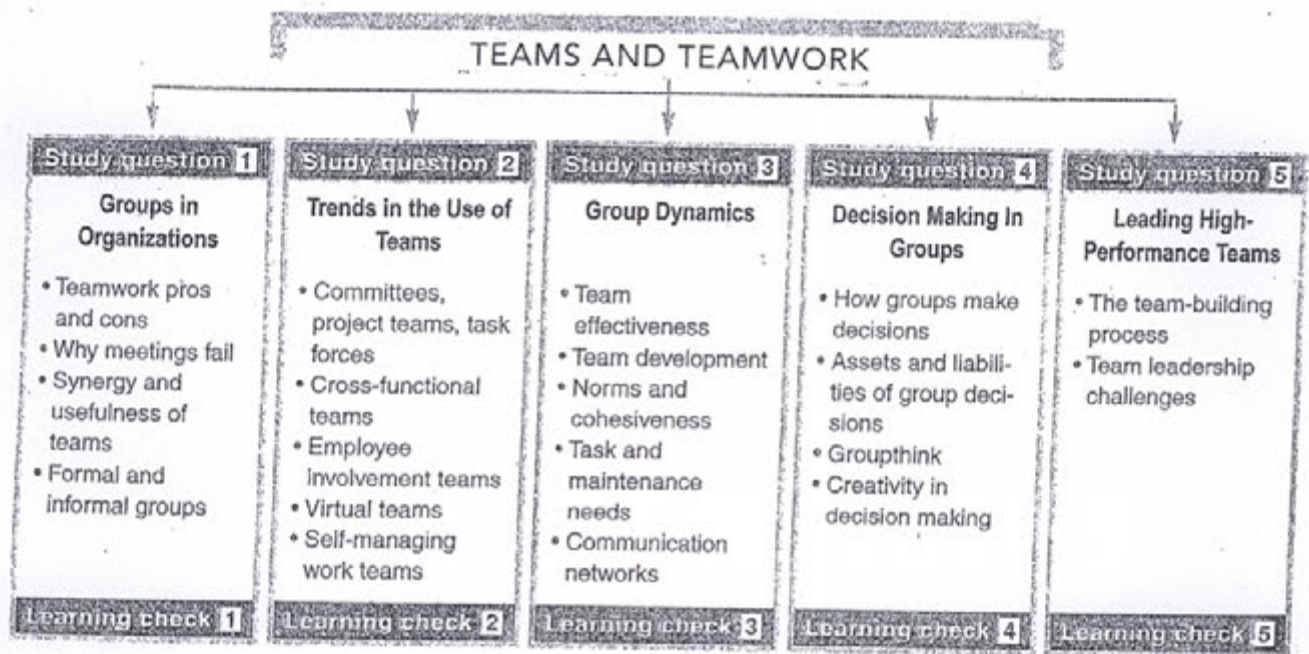 TEAMS AND TEAMWORK
Study question 1
Groups in
Organizations
• Teamwork pros
and cons
• Why meetings fail
• Synergy and
usefulness of
teams
• Formal and
informal groups
Learning check 1
Study question 2
Trends in the Use of
Teams
• Committees,
project teams, task
forces
• Cross-functional
teams
• Employee
involvement teams
• Virtual teams
• Self-managing
work teams
Learning check 2
Study question 3
Group Dynamics
• Team
effectiveness
• Team development
• Norms and
cohesiveness
• Task and
maintenance
needs
• Communication
networks
Learning check 3
Study question 4
Decision Making In
Groups
• How groups make
decisions
• Assets and liabili-
ties of group deci-
sions
• Groupthink
• Creativity in
decision making
Learning check 4
Study question 5
Leading High-
Performance Teams
• The team-building
process
• Team leadership
challenges
Learning check 5